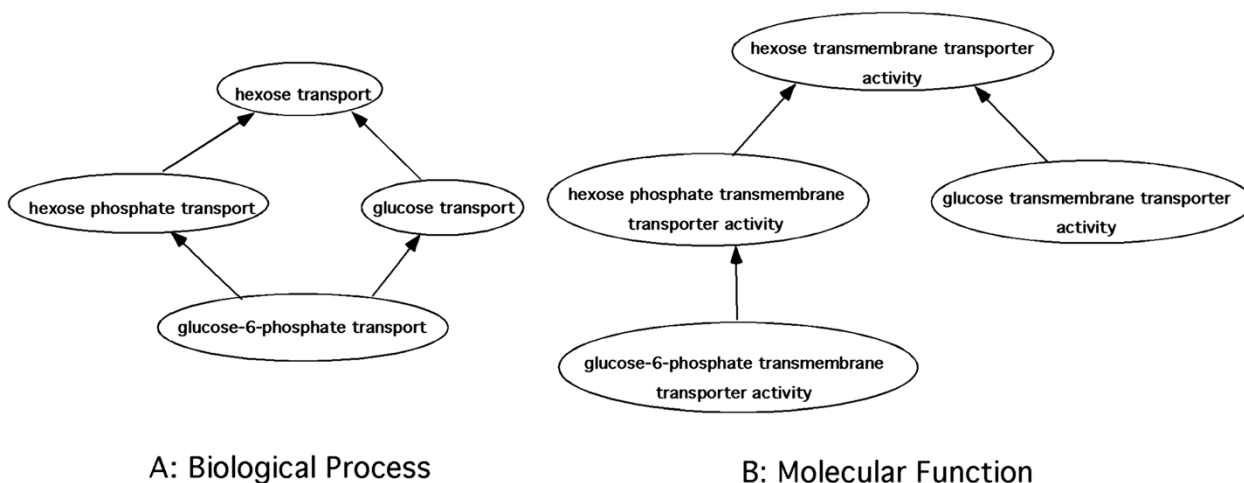 hexose transport
hexose phosphate transport
glucose transport
glucose-6-phosphate transport
A: Biological Process
hexose transmembrane transporter
activity
hexose phosphate transmembrane
transporter activity
glucose transmembrane transporter
activity
glucose-6-phosphate transmembrane
transporter activity
B: Molecular Function